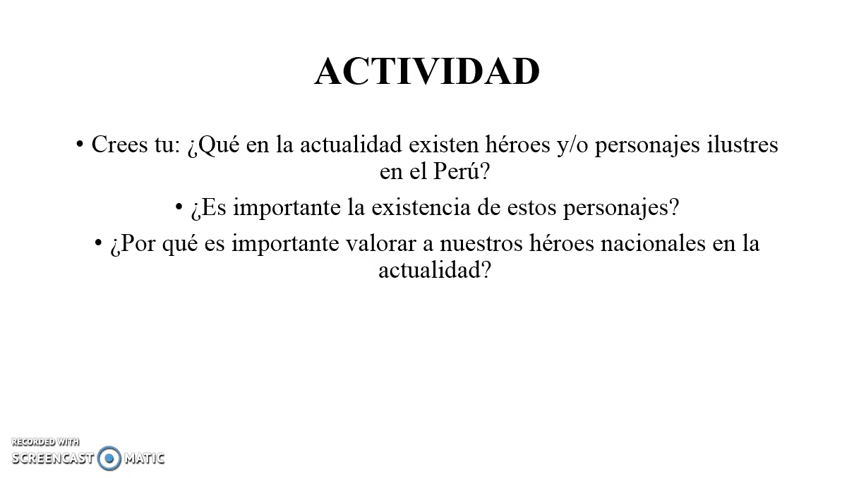 ACTIVIDAD
• Crees tu: ¿Qué en la actualidad existen héroes y/o personajes ilustres
en el Perú?
• ¿Es importante la existencia de estos personajes?
• ¿Por qué es importante valorar a nuestros héroes nacionales en la
actualidad?
RECORDED WITH
SCREENCAST MATIC